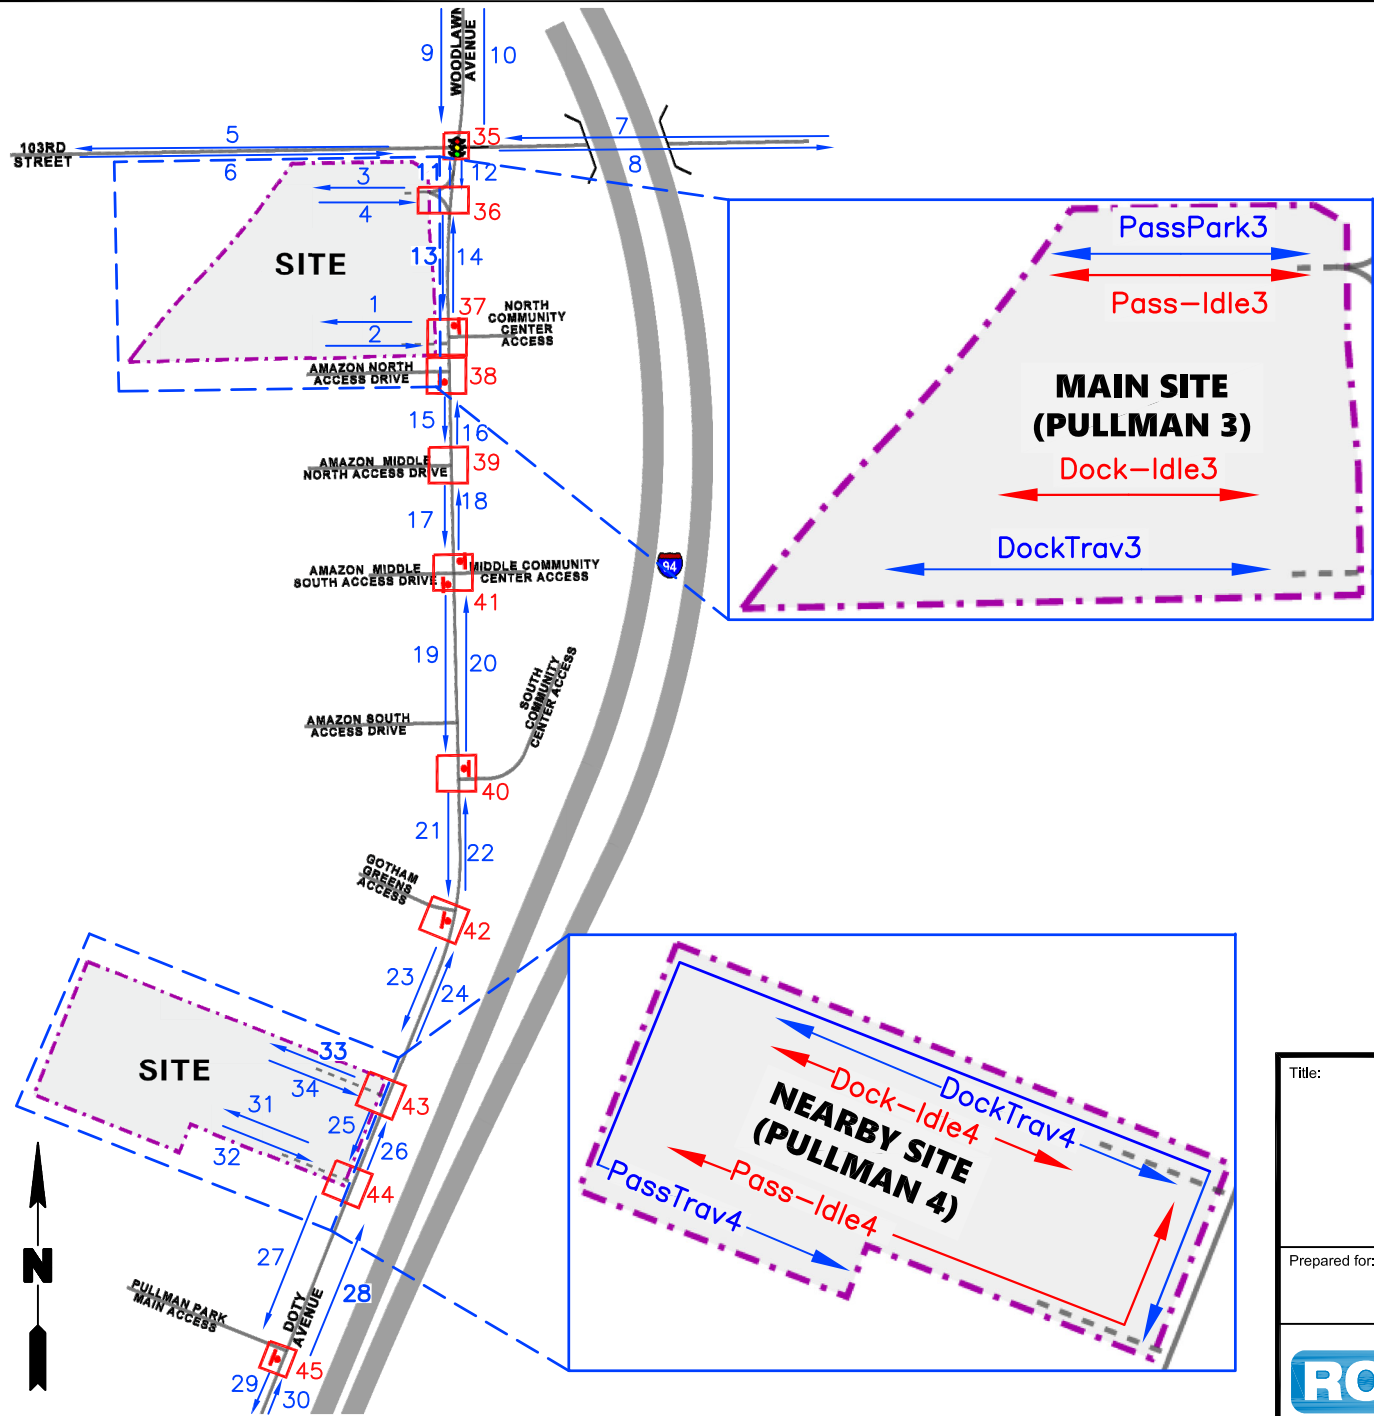 WOODLAWN
AVENUE
9
10
5
35
7
103RD
STREET
6
8
11
12
3
4
36
SITE
13
14
1
2
37
NORTH
COMMUNITY
CENTER
ACCESS
AMAZON NORTH
ACCESS DRIVE
38
15
16
AMAZON MIDDLE
NORTH ACCESS DRIVE
39
17
18
AMAZON MIDDLE
SOUTH ACCESS DRIVE
MIDDLE COMMUNITY
CENTER ACCESS
41
94
19
20
SOUTH
COMMUNITY
CENTER ACCESS
AMAZON SOUTH
ACCESS DRIVE
40
21
22
GOTHAM
GREENS
ACCESS
42
23
24
SITE
33
34
43
31
32
25
26
44
27
28
N
PULLMAN PARK
MAIN ACCESS
DOTY
AVENUE
45
29
30
PassPark3
Pass-Idle3
MAIN SITE
(PULLMAN 3)
Dock-Idle3
DockTrav3
DockTrav4
Dock-Idle4
NEARBY SITE
(PULLMAN 4)
Pass-Idle4
PassTrav4
Title:
Prepared for: